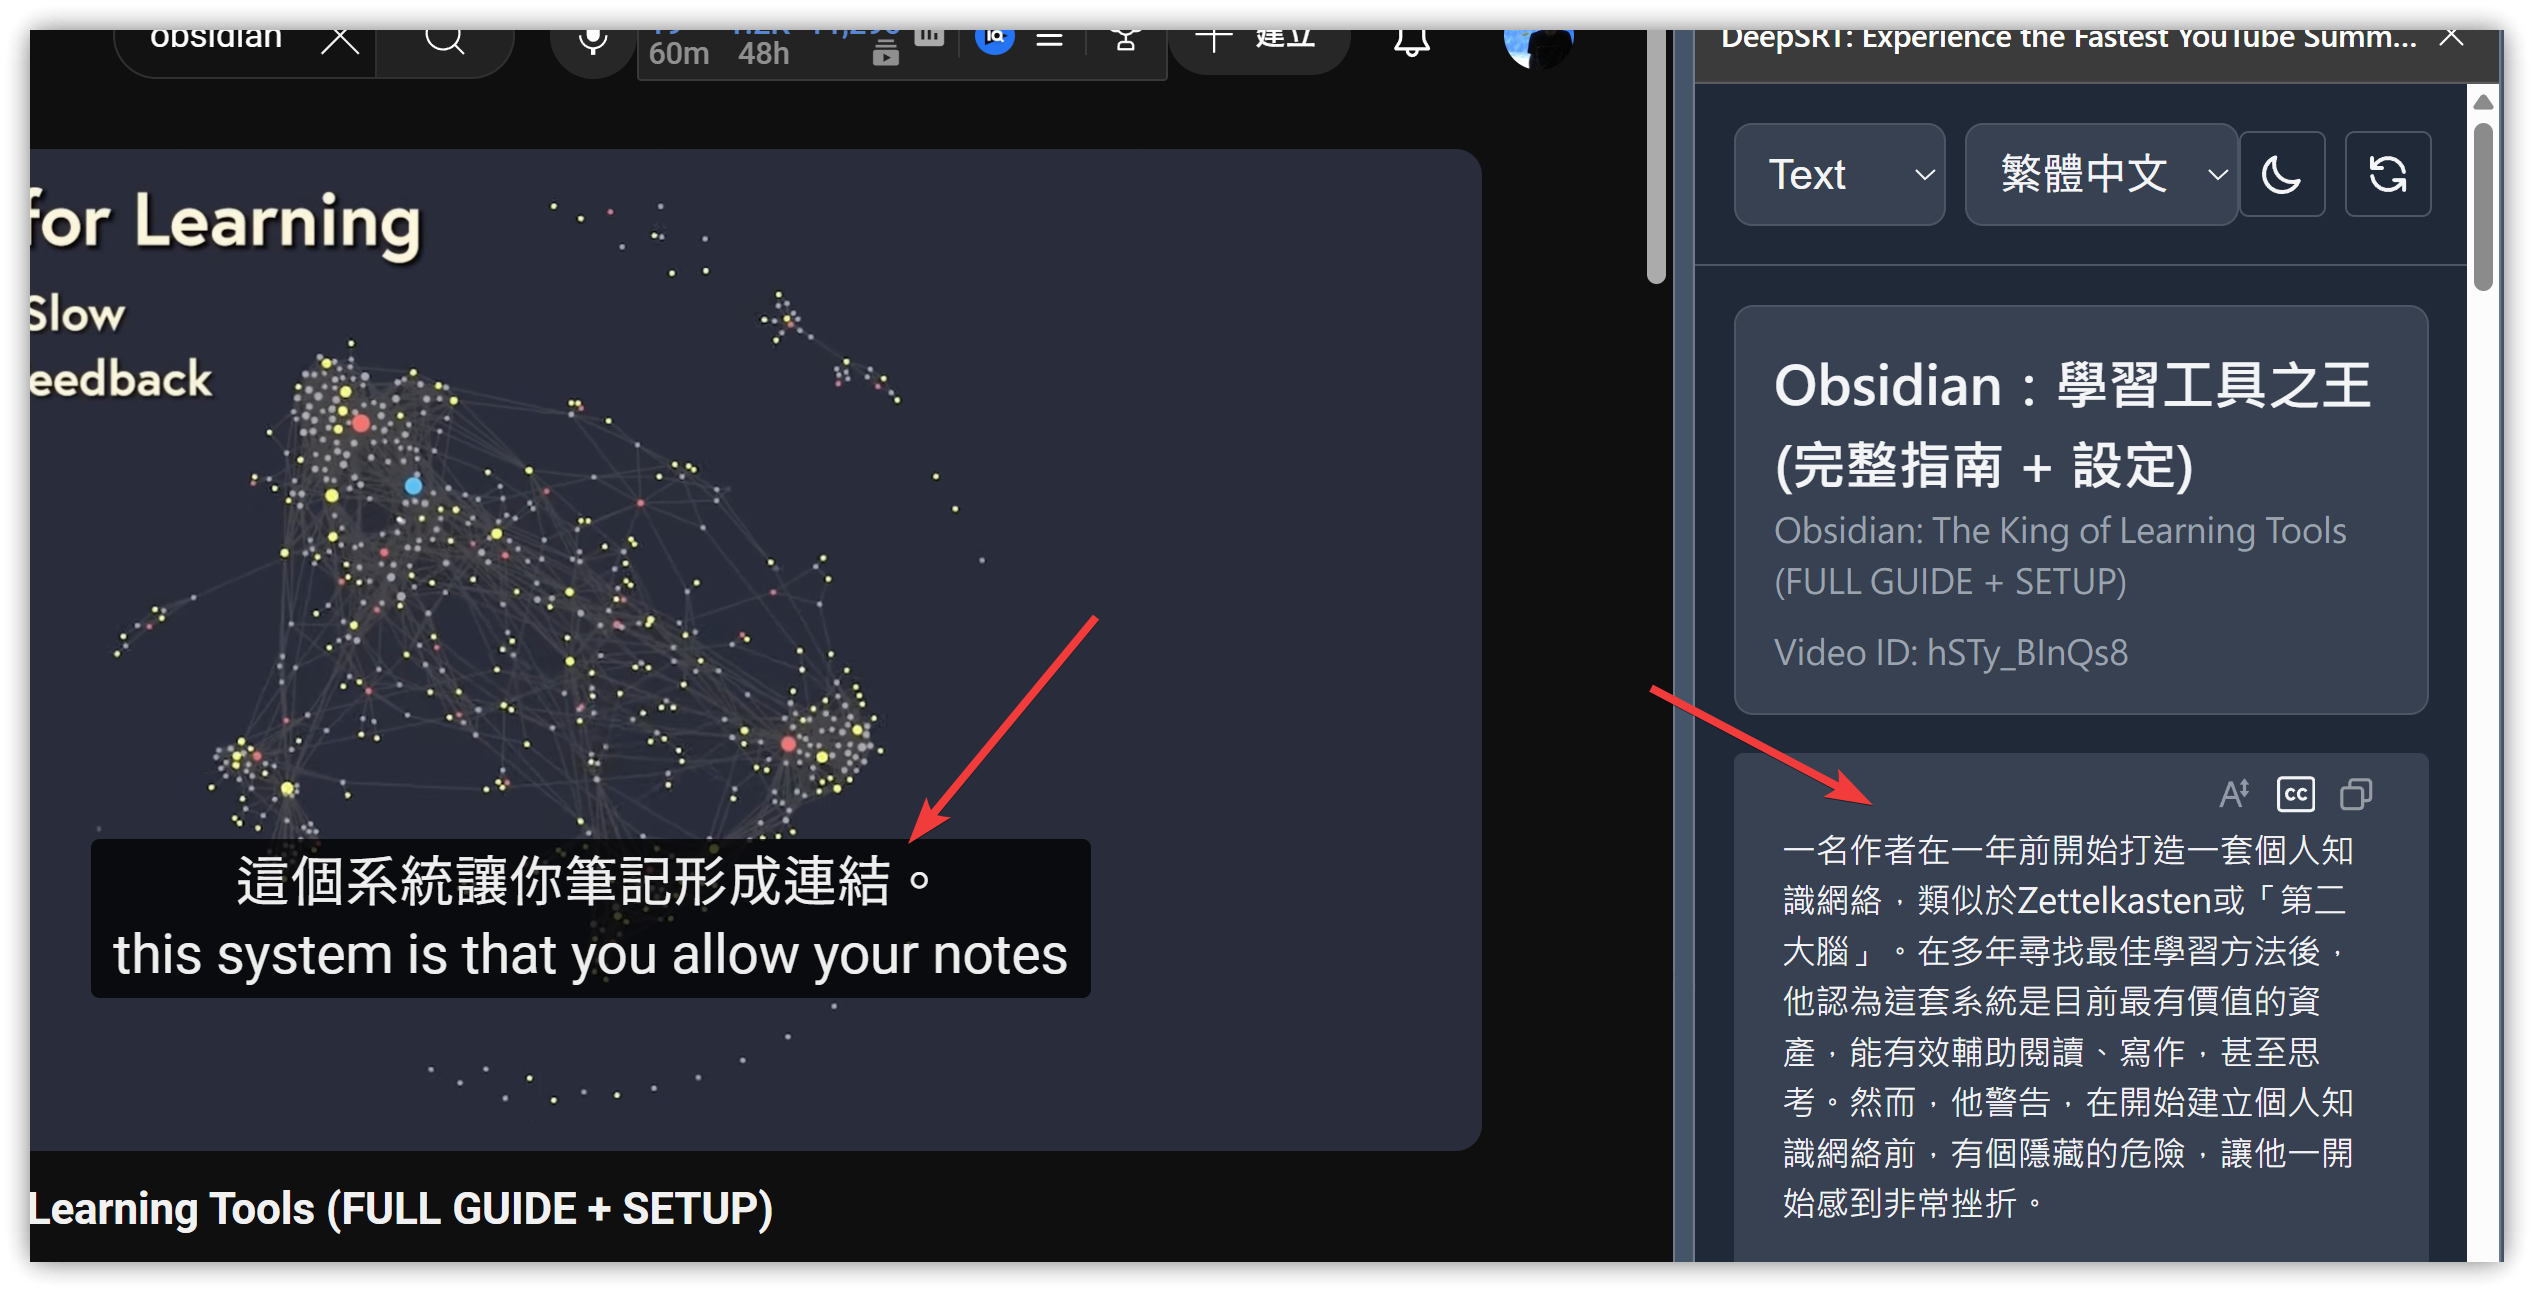 obsidian
60m 48h
建立
for Learning
Slow
eedback
這個系統讓你筆記形成連結。
this system is that you allow your notes
Learning Tools (FULL GUIDE + SETUP)
DeepSRT: Experience the Fastest YouTube Summ...
Text
繁體中文
Obsidian：學習工具之王
(完整指南 + 設定)
Obsidian: The King of Learning Tools
(FULL GUIDE + SETUP)
Video ID: hSTy_BInQs8
CC
一名作者在一年前開始打造一套個人知
識網絡，類似於Zettelkasten或「第二
大腦」。在多年尋找最佳學習方法後，
他認為這套系統是目前最有價值的資
產，能有效輔助閱讀、寫作，甚至思
考。然而，他警告，在開始建立個人知
識網絡前，有個隱藏的危險，讓他一開
始感到非常挫折。